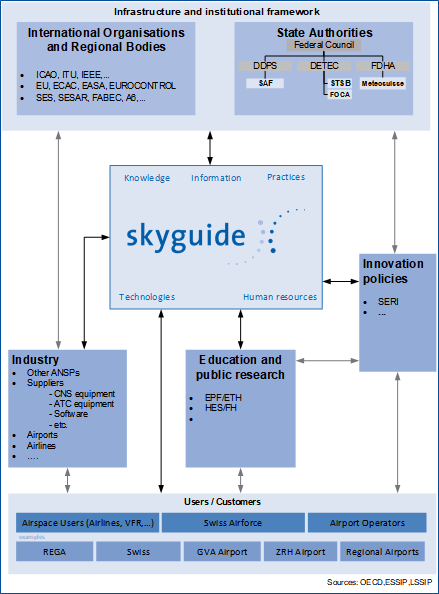 Infrastructure and institutional framework
International Organisations
and Regional Bodies
• ICAO, ITU, IEEE,...
• EU, ECAC, EASA, EUROCONTROL
• SES, SESAR, FABEC, A6,...
State Authorities
Federal Council
DDPS DETEC FDHA
SAF STSB Meteosuisse
FOCA
Knowledge Information Practices
skyguide
Technologies Human resources
Innovation
policies
• SERI
• ...
Industry
• Other ANSPs
• Suppliers
- CNS equipment
- ATC equipment
- Software
- etc.
• Airports
• Airlines
• ....
Education and
public research
• EPF/ETH
• HES/FH
•
Users / Customers
Airspace Users (Airlines, VFR,...) Swiss Airforce Airport Operators
examples
REGA Swiss GVA Airport ZRH Airport Regional Airports
Sources: OECD,ESSIP,LSSIP